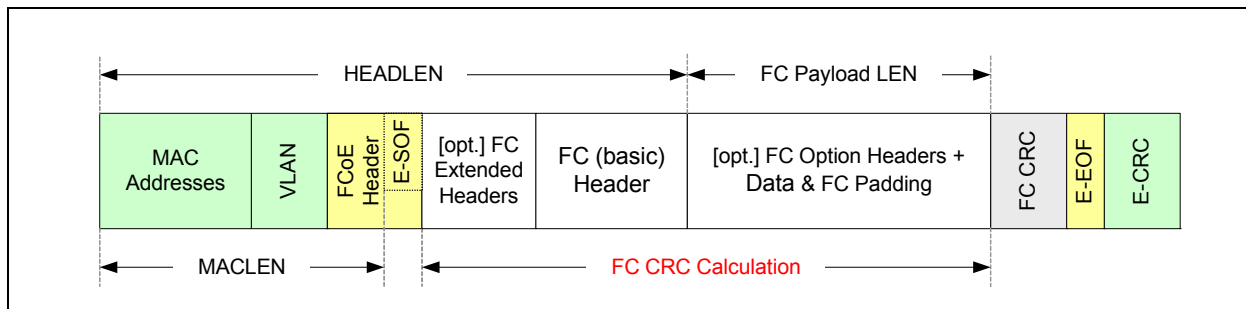 HEADLEN
FC Payload LEN
MAC
Addresses
VLAN
FCoE
Header
E-SOF
[opt.] FC
Extended
Headers
FC (basic)
Header
[opt.] FC Option Headers +
Data & FC Padding
FC CRC
E-EOF
E-CRC
MACLEN
FC CRC Calculation